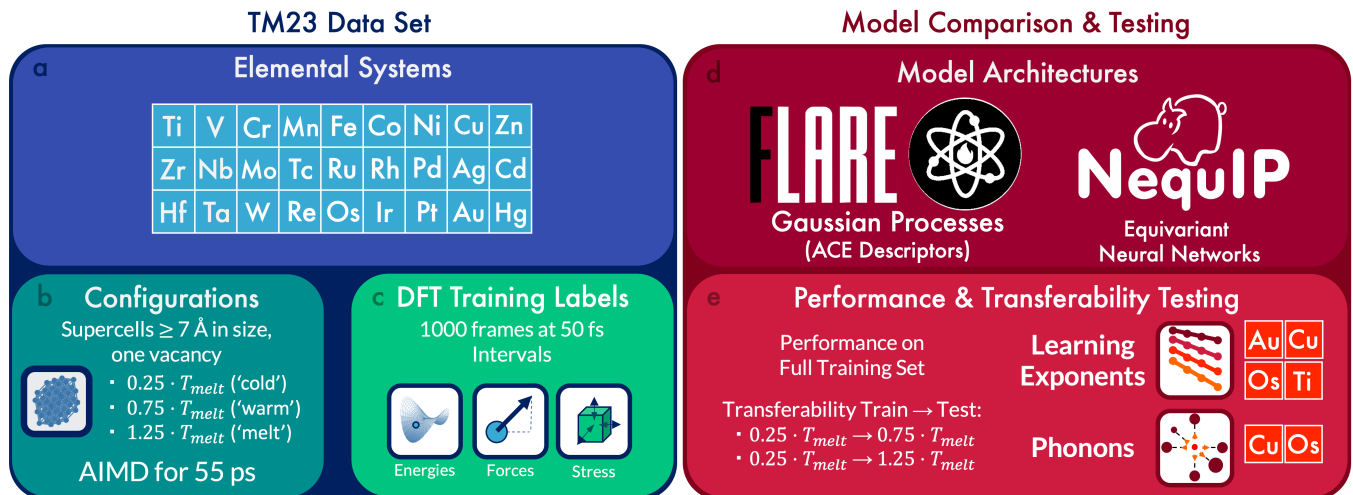 TM23 Data Set
a
Elemental Systems
Ti V Cr Mn Fe Co Ni Cu Zn
Zr Nb Mo Tc Ru Rh Pd Ag Cd
Hf Ta W Re Os Ir Pt Au Hg
b
Configurations
Supercells ≥ 7 Å in size,
one vacancy
▪ 0.25 · T_melt ('cold')
▪ 0.75 · T_melt ('warm')
▪ 1.25 · T_melt ('melt')
AIMD for 55 ps
c
DFT Training Labels
1000 frames at 50 fs
Intervals
Energies Forces Stress
Model Comparison & Testing
d
Model Architectures
FLARE
Gaussian Processes
(ACE Descriptors)
NequIP
Equivariant
Neural Networks
e
Performance & Transferability Testing
Performance on
Full Training Set
Transferability Train → Test:
▪ 0.25 · T_melt → 0.75 · T_melt
▪ 0.25 · T_melt → 1.25 · T_melt
Learning
Exponents
Au Cu
Os Ti
Phonons
Cu Os